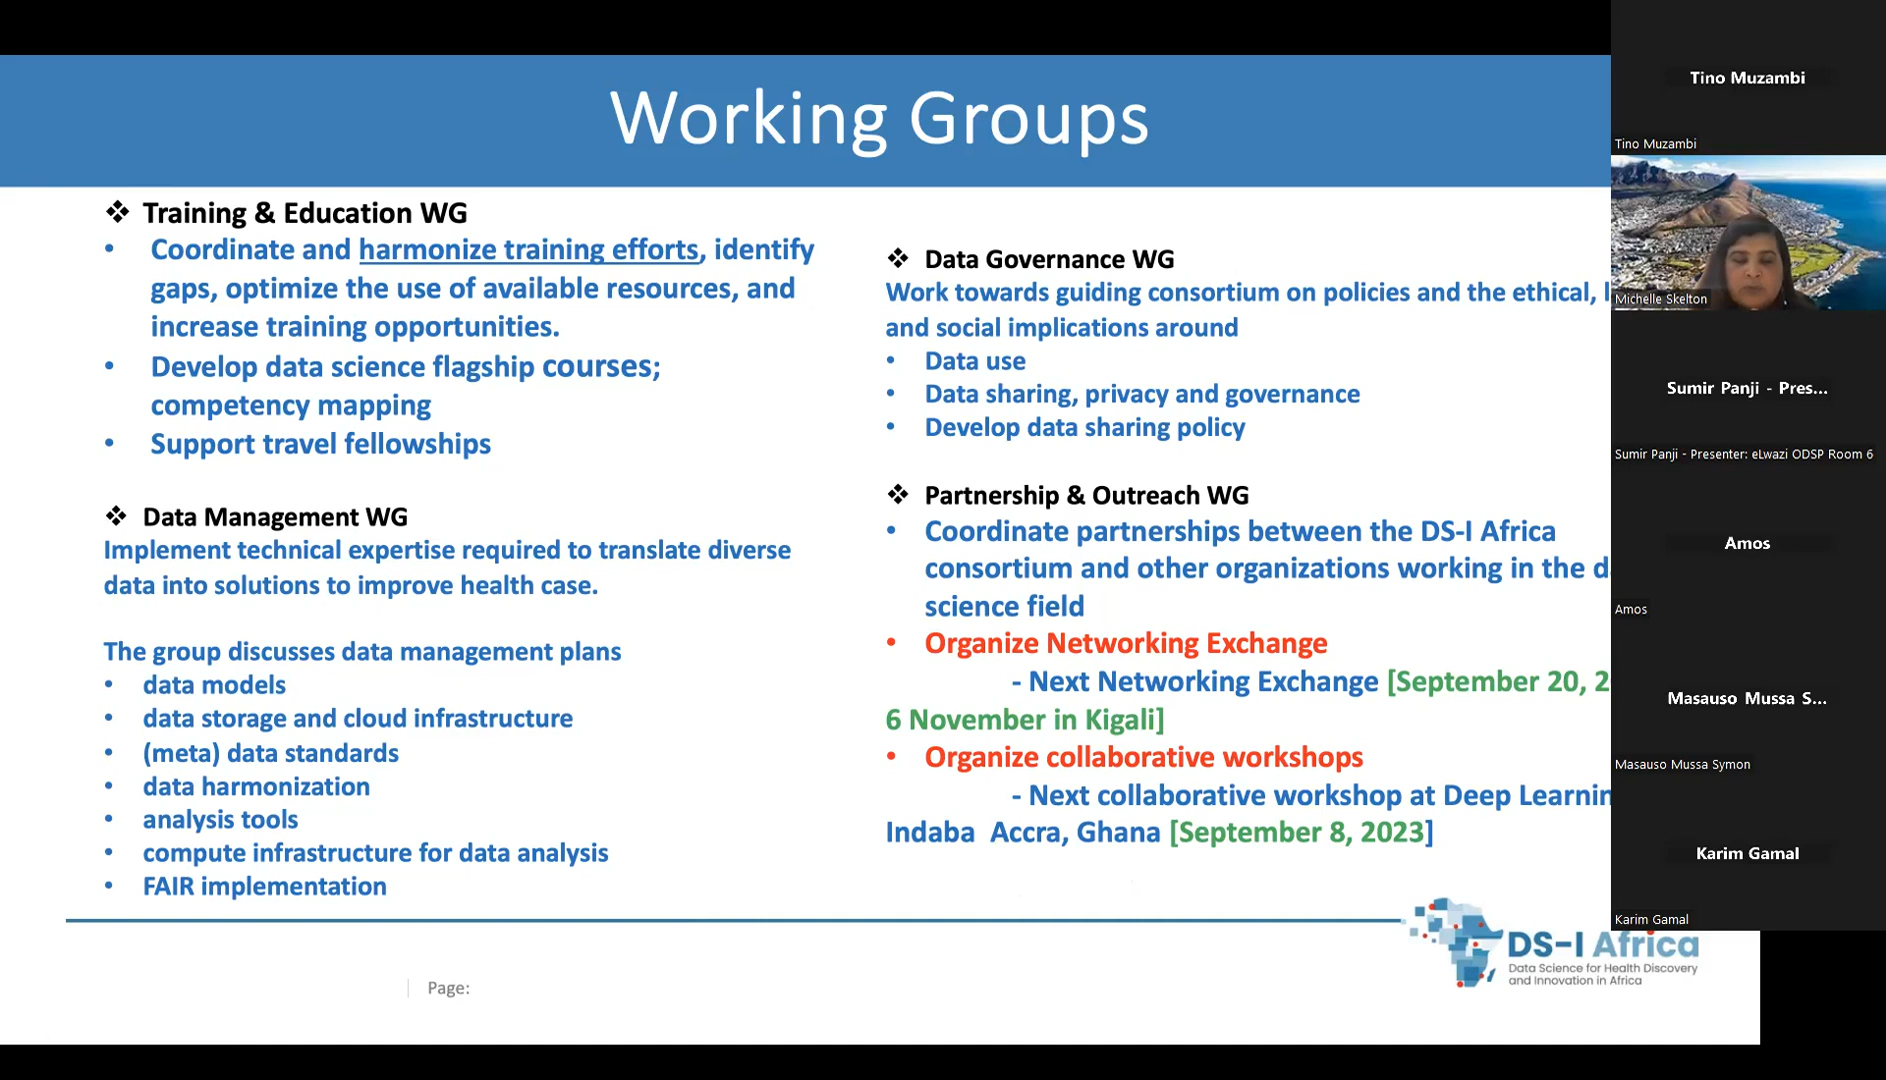 Working Groups
❖ Training & Education WG
• Coordinate and harmonize training efforts, identify
gaps, optimize the use of available resources, and
increase training opportunities.
• Develop data science flagship courses;
competency mapping
• Support travel fellowships
❖ Data Management WG
Implement technical expertise required to translate diverse
data into solutions to improve health case.
The group discusses data management plans
• data models
• data storage and cloud infrastructure
• (meta) data standards
• data harmonization
• analysis tools
• compute infrastructure for data analysis
• FAIR implementation
❖ Data Governance WG
Work towards guiding consortium on policies and the ethical,
and social implications around
• Data use
• Data sharing, privacy and governance
• Develop data sharing policy
❖ Partnership & Outreach WG
• Coordinate partnerships between the DS-I Africa
consortium and other organizations working in the
science field
• Organize Networking Exchange
- Next Networking Exchange [September 20,
6 November in Kigali]
• Organize collaborative workshops
- Next collaborative workshop at Deep Learnin
Indaba Accra, Ghana [September 8, 2023]
Page:
DS-I Africa
Data Science for Health Discovery
and Innovation in Africa
Tino Muzambi
Tino Muzambi
Michelle Skelton
Sumir Panji - Pres...
Sumir Panji - Presenter: eLwazi ODSP Room 6
Amos
Amos
Masauso Mussa S...
Masauso Mussa Symon
Karim Gamal
Karim Gamal